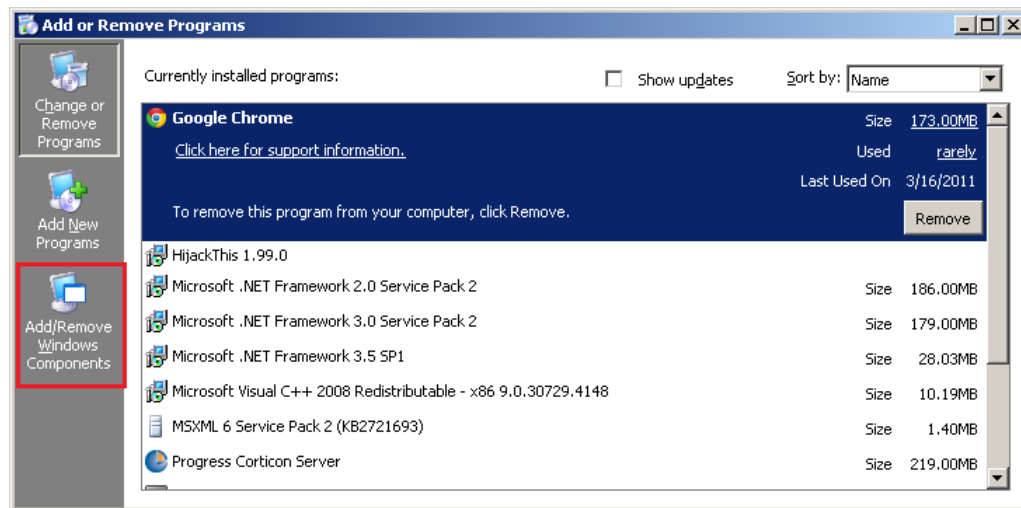 Add or Remove Programs
Change or
Remove
Programs
Add New
Programs
Add/Remove
Windows
Components
Currently installed programs:
Show updates
Sort by: Name
Google Chrome Size 173.00MB
Click here for support information. Used rarely
Last Used On 3/16/2011
To remove this program from your computer, click Remove. Remove
HijackThis 1.99.0
Microsoft .NET Framework 2.0 Service Pack 2 Size 186.00MB
Microsoft .NET Framework 3.0 Service Pack 2 Size 179.00MB
Microsoft .NET Framework 3.5 SP1 Size 28.03MB
Microsoft Visual C++ 2008 Redistributable - x86 9.0.30729.4148 Size 10.19MB
MSXML 6 Service Pack 2 (KB2721693) Size 1.40MB
Progress Corticon Server Size 219.00MB